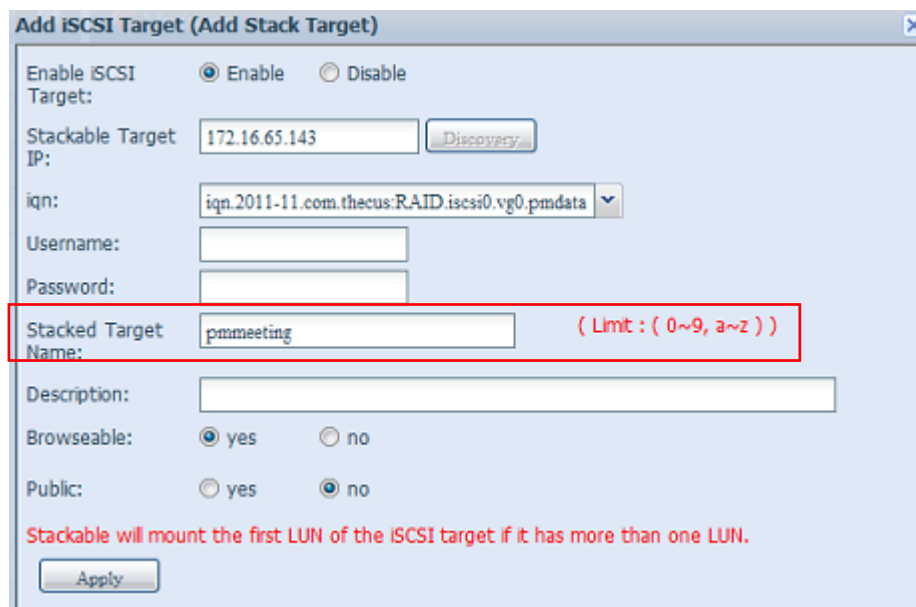 Add iSCSI Target (Add Stack Target)
Enable iSCSI Target: Enable Disable
Stackable Target IP: 172.16.65.143 Discovery
iqn: iqn.2011-11.com.thecus:RAID.iscsi0.vg0.pmdata
Username:
Password:
Stacked Target Name: pmmeeting ( Limit : ( 0~9, a~z ) )
Description:
Browseable: yes no
Public: yes no
Stackable will mount the first LUN of the iSCSI target if it has more than one LUN.
Apply